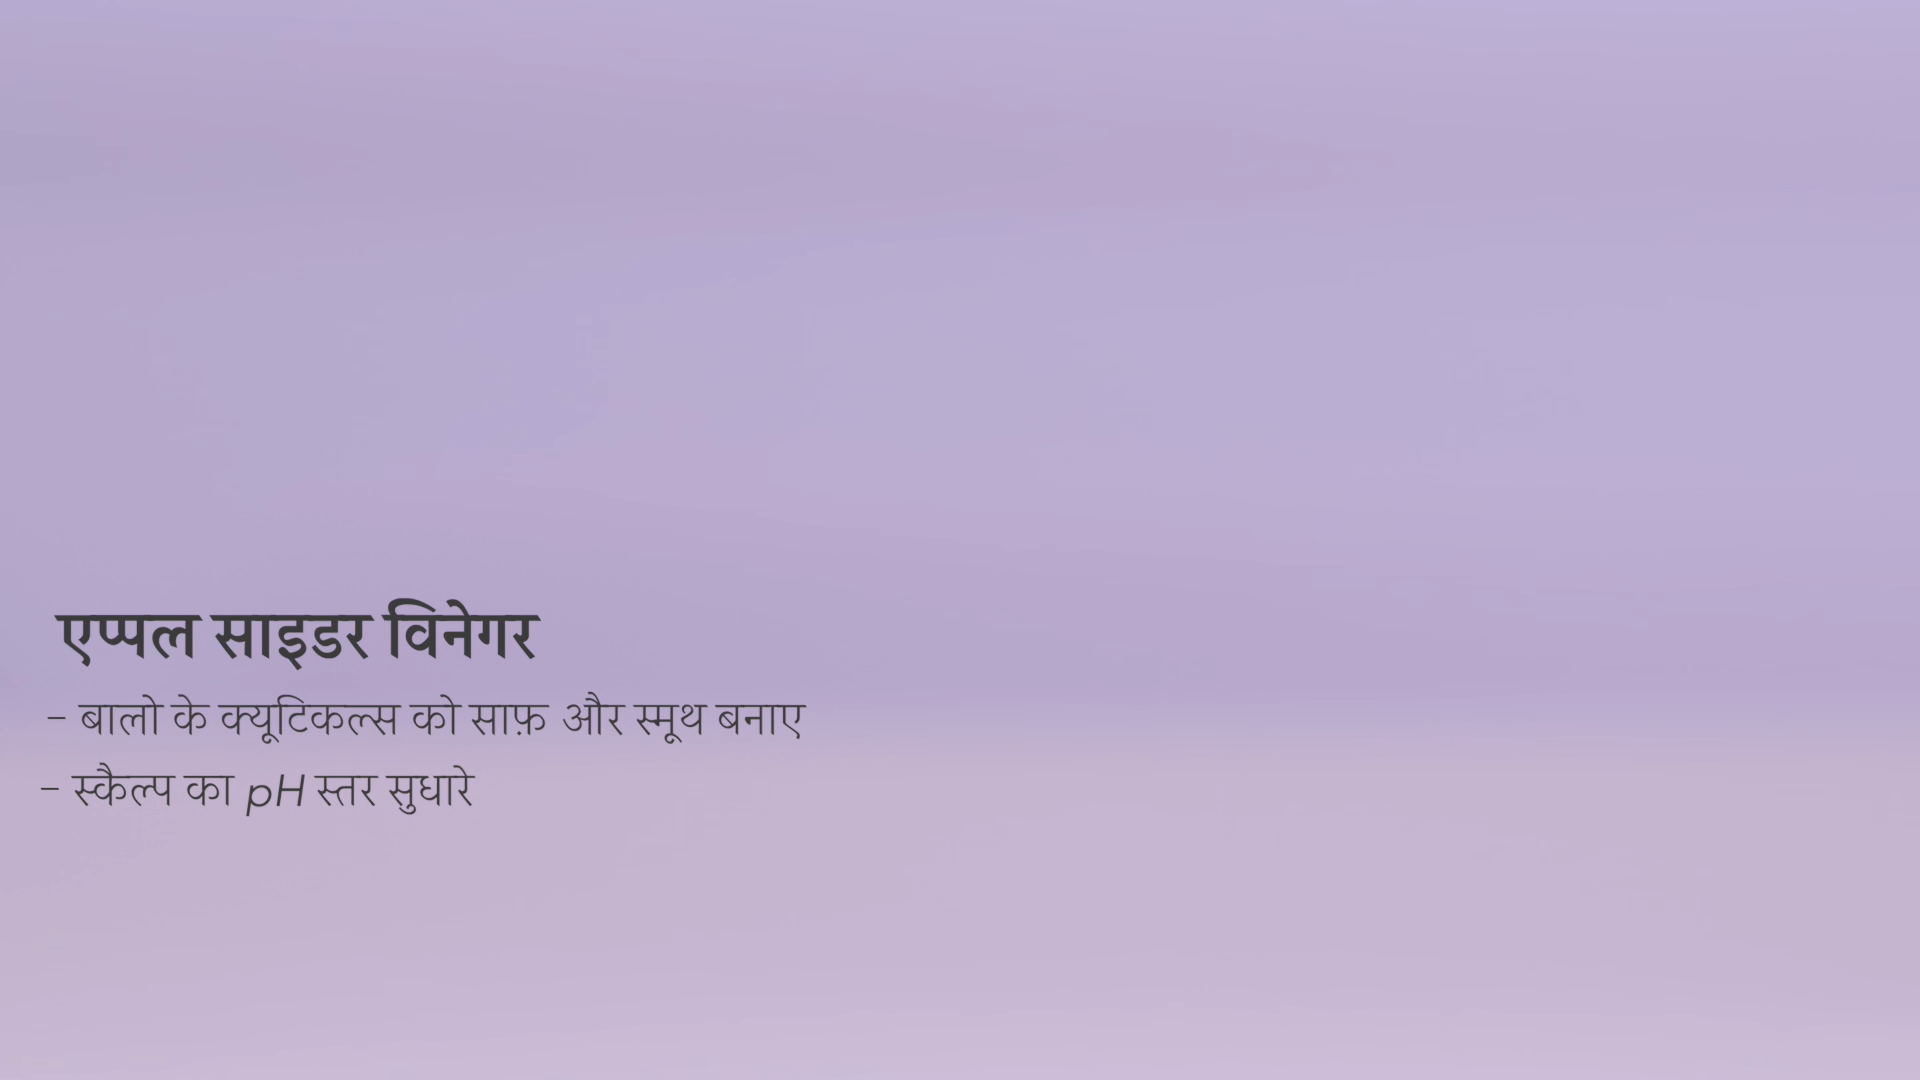 एप्पल साइडर विनेगर
- बालो के क्यूटिकल्स को साफ़ और स्मूथ बनाए
- स्कैल्प का pH स्तर सुधारे